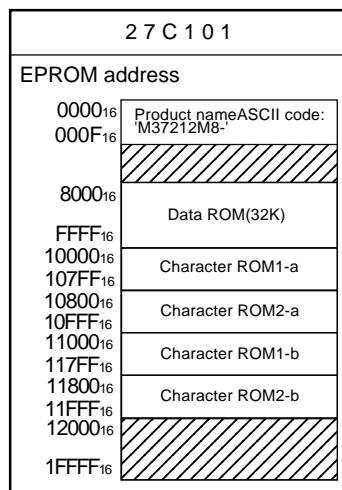 27C101
EPROM address
0000₁₆
000F₁₆
Product nameASCII code:
'M37212M8-'
8000₁₆
FFFF₁₆
Data ROM(32K)
10000₁₆
107FF₁₆
Character ROM1-a
10800₁₆
10FFF₁₆
Character ROM2-a
11000₁₆
117FF₁₆
Character ROM1-b
11800₁₆
11FFF₁₆
Character ROM2-b
12000₁₆
1FFFF₁₆